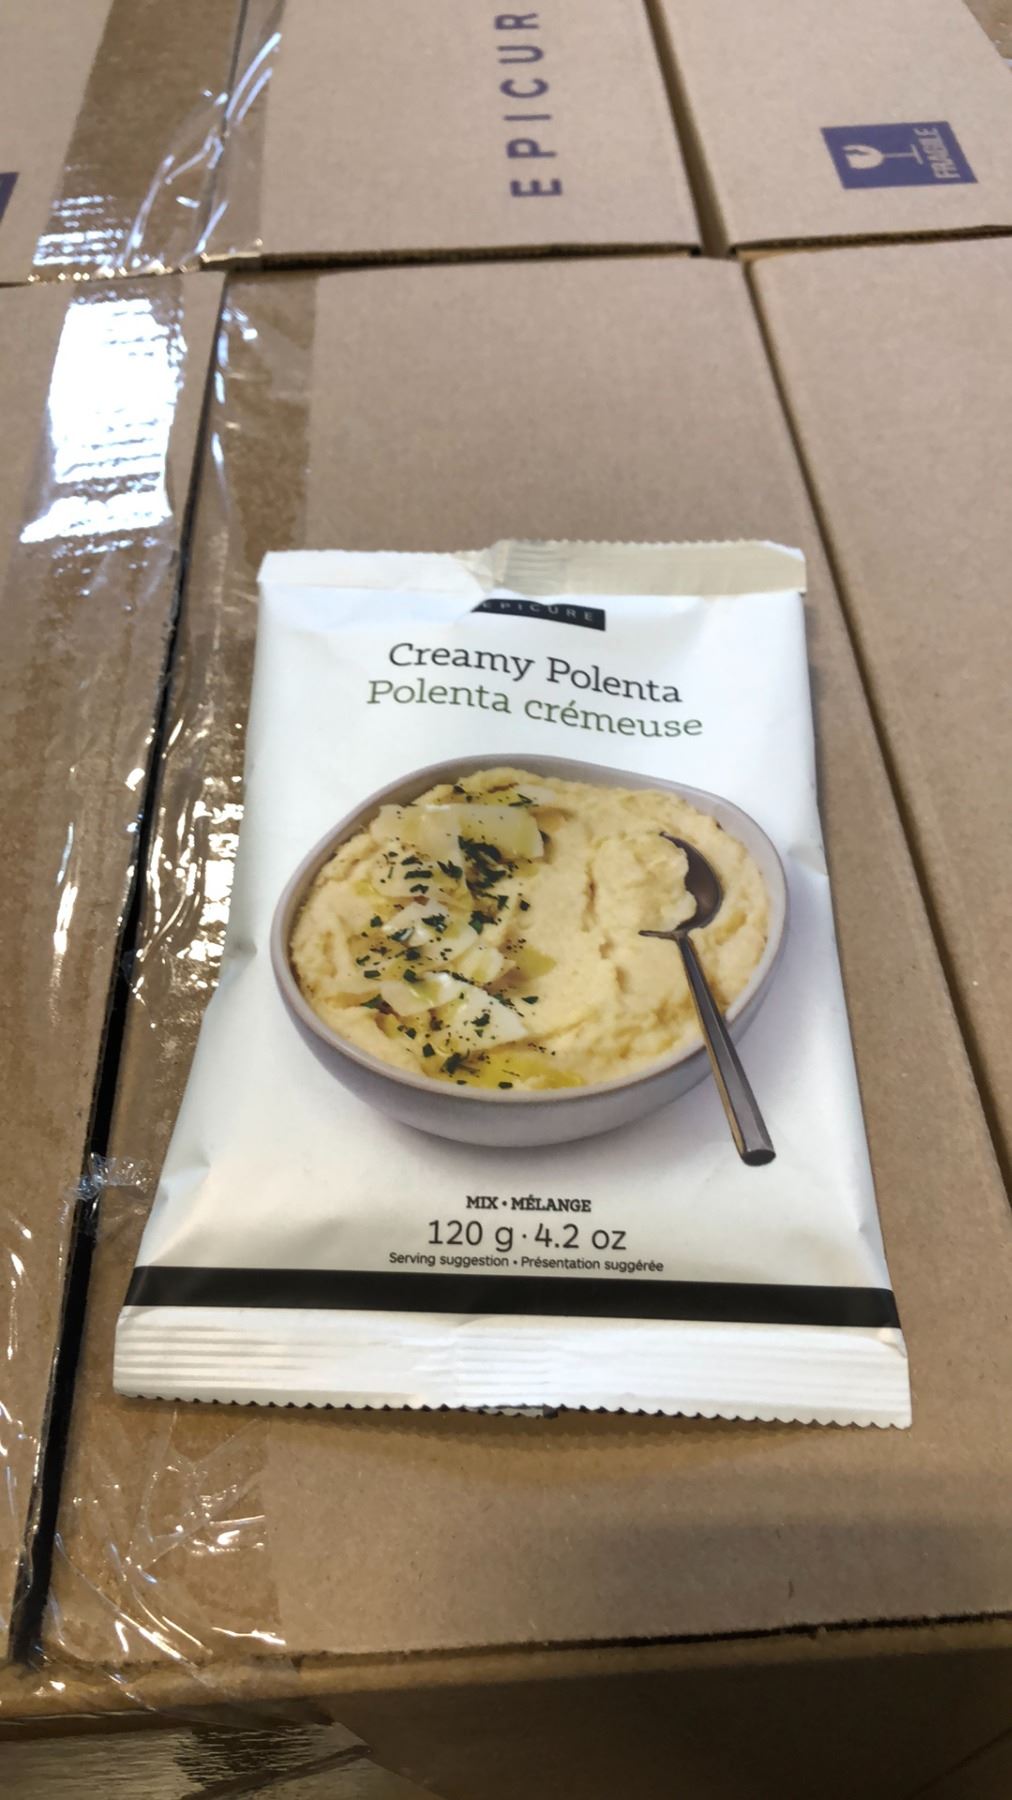 EPICUR
FRAGILE
EPICURE
Creamy Polenta
Polenta crémeuse
MIX • MÉLANGE
120 g · 4.2 oz
Serving suggestion • Présentation suggérée